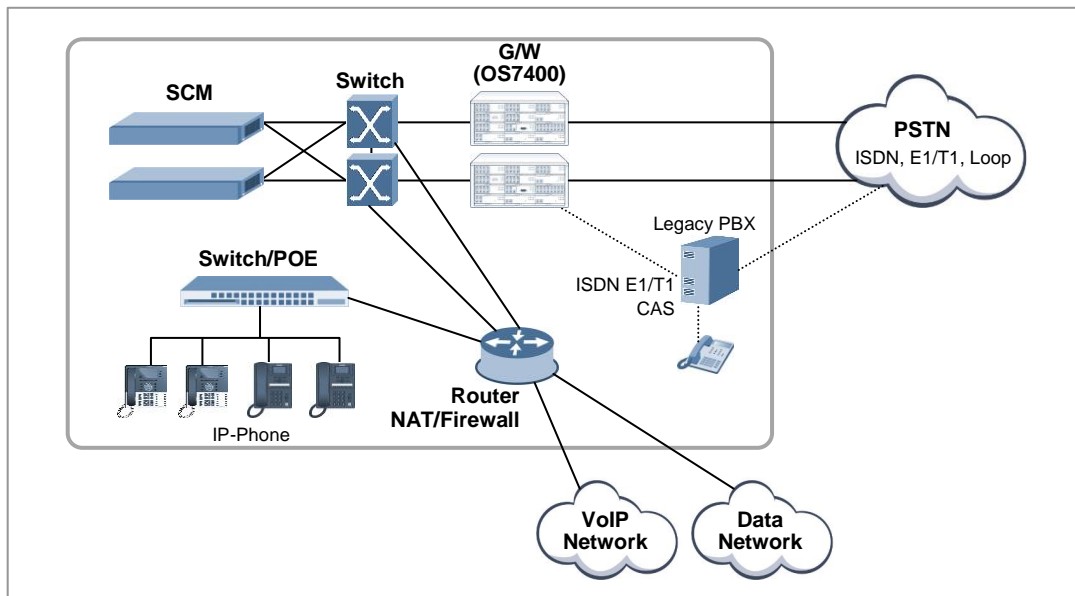 G/W
(OS7400)
Switch
SCM
PSTN
ISDN, E1/T1, Loop
Legacy PBX
Switch/POE
ISDN E1/T1
CAS
Router
NAT/Firewall
IP-Phone
VoIP
Network
Data
Network